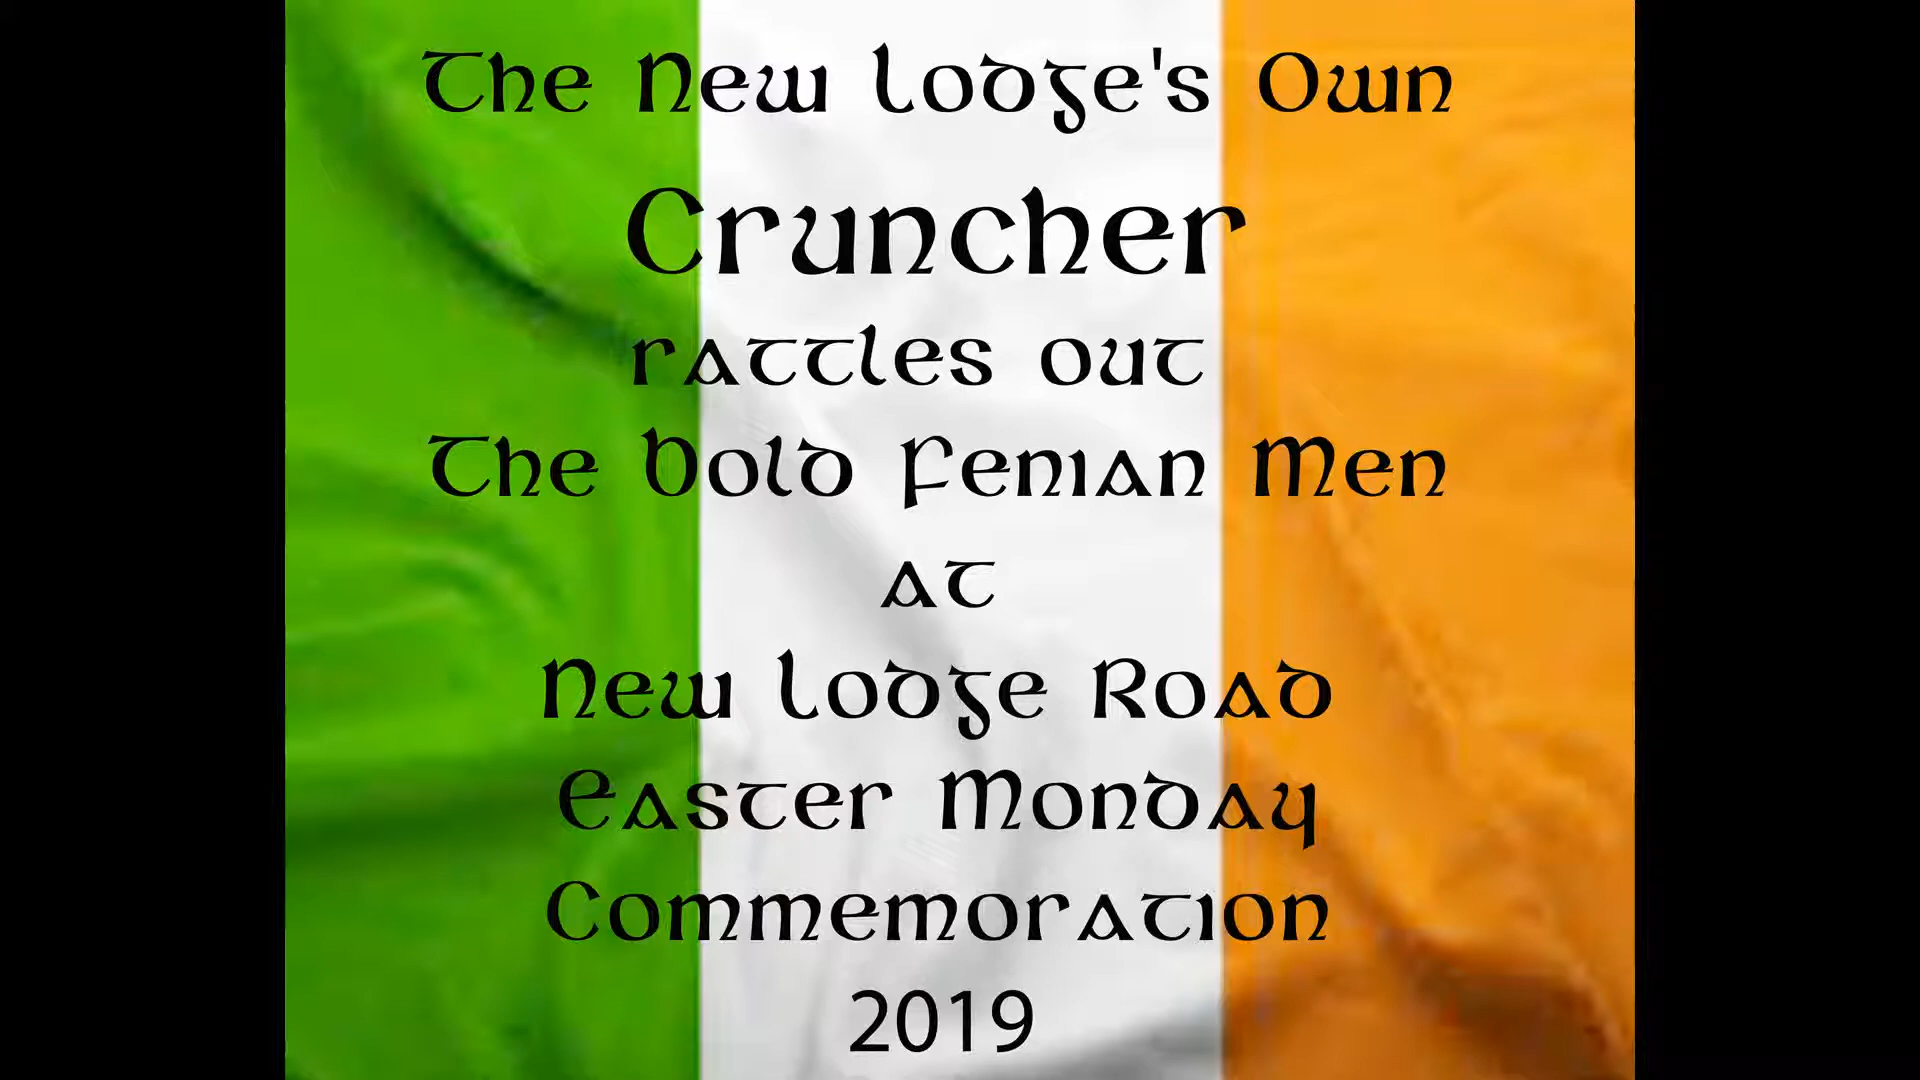 The New Lodge's Own
Cruncher
rattles out
The Bold Fenian Men
at
New Lodge Road
Easter Monday
Commemoration
2019